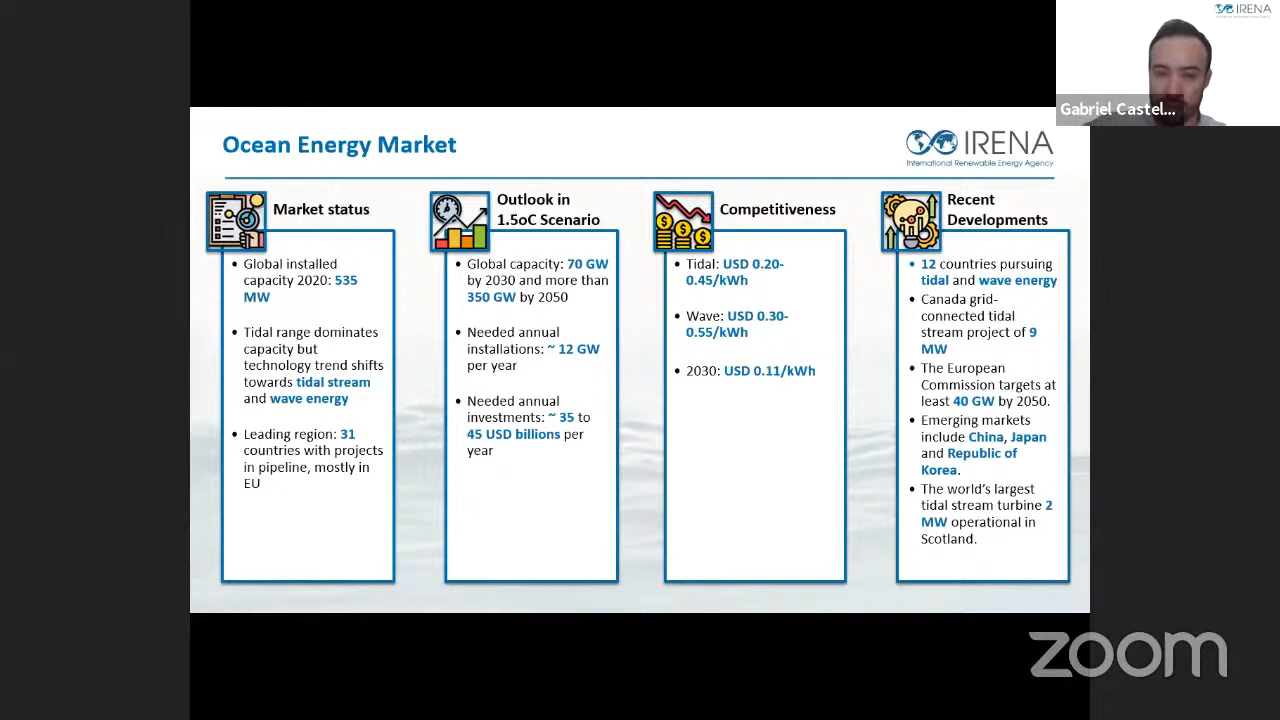 IRENA
Gabriel Castel...
Ocean Energy Market
IRENA
International Renewable Energy Agency
Market status
• Global installed
capacity 2020: 535
MW
• Tidal range dominates
capacity but
technology trend shifts
towards tidal stream
and wave energy
• Leading region: 31
countries with projects
in pipeline, mostly in
EU
Outlook in
1.5oC Scenario
• Global capacity: 70 GW
by 2030 and more than
350 GW by 2050
• Needed annual
installations: ~ 12 GW
per year
• Needed annual
investments: ~ 35 to
45 USD billions per
year
Competitiveness
• Tidal: USD 0.20-
0.45/kWh
• Wave: USD 0.30-
0.55/kWh
• 2030: USD 0.11/kWh
Recent
Developments
• 12 countries pursuing
tidal and wave energy
• Canada grid-
connected tidal
stream project of 9
MW
• The European
Commission targets at
least 40 GW by 2050.
• Emerging markets
include China, Japan
and Republic of
Korea.
• The world's largest
tidal stream turbine 2
MW operational in
Scotland.
zoom